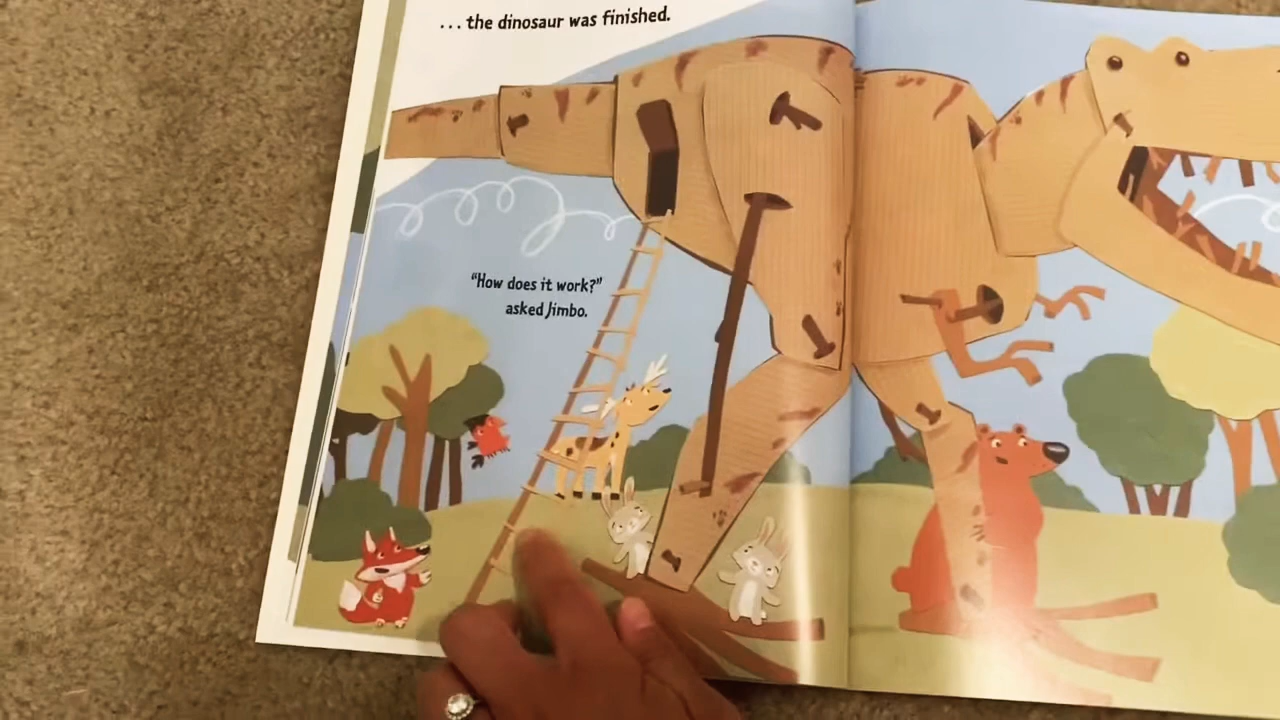 ... the dinosaur was finished.
"How does it work?"
asked Jimbo.